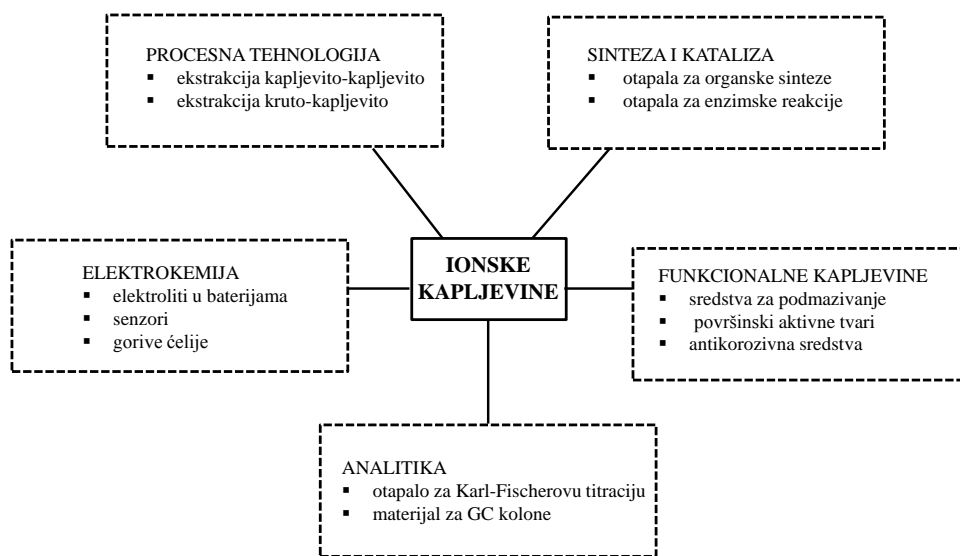 PROCESNA TEHNOLOGIJA
▪ ekstrakcija kapljevito-kapljevito
▪ ekstrakcija kruto-kapljevito
SINTEZA I KATALIZA
▪ otapala za organske sinteze
▪ otapala za enzimske reakcije
ELEKTROKEMIJA
▪ elektroliti u baterijama
▪ senzori
▪ gorive ćelije
IONSKE
KAPLJEVINE
FUNKCIONALNE KAPLJEVINE
▪ sredstva za podmazivanje
▪ površinski aktivne tvari
▪ antikorozivna sredstva
ANALITIKA
▪ otapalo za Karl-Fischerovu titraciju
▪ materijal za GC kolone